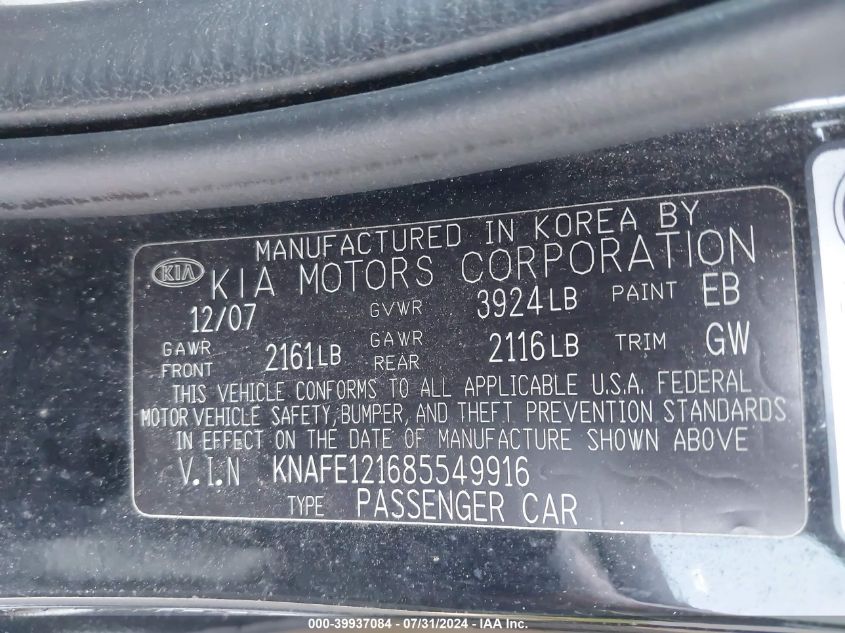 MANUFACTURED IN KOREA BY
KIA KIA MOTORS CORPORATION
12/07 GVWR 3924LB PAINT EB
GAWR FRONT 2161LB GAWR REAR 2116LB TRIM GW
THIS VEHICLE CONFORMS TO ALL APPLICABLE U.S.A. FEDERAL
MOTOR VEHICLE SAFETY, BUMPER, AND THEFT PREVENTION STANDARDS
IN EFFECT ON THE DATE OF MANUFACTURE SHOWN ABOVE
V.I.N KNAFE121685549916
TYPE PASSENGER CAR
000-39937084 - 07/31/2024 - IAA Inc.